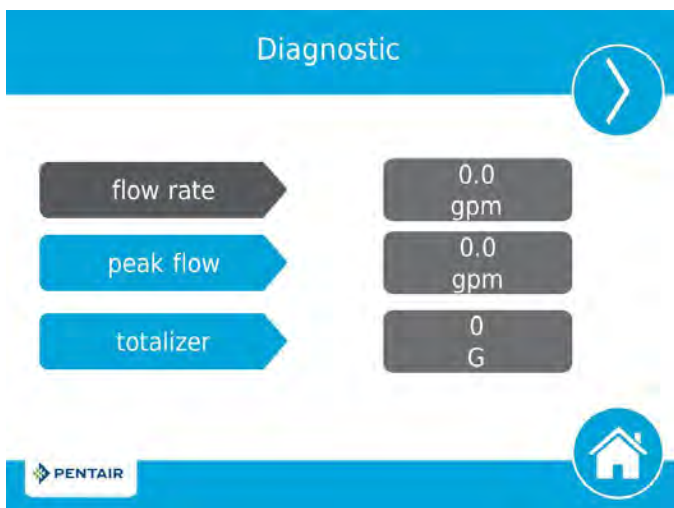 Diagnostic
flow rate
0.0
gpm
peak flow
0.0
gpm
totalizer
0
G
PENTAIR